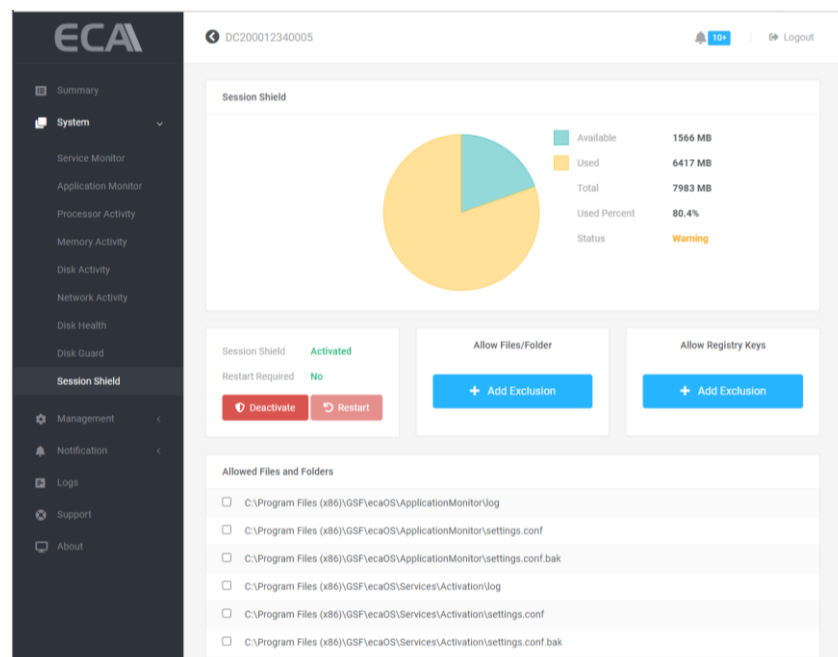 ECA
DC200012340005
10+
Logout
Summary
System
Service Monitor
Application Monitor
Processor Activity
Memory Activity
Disk Activity
Network Activity
Disk Health
Disk Guard
Session Shield
Management
Notification
Logs
Support
About
Session Shield
Available 1566 MB
Used 6417 MB
Total 7983 MB
Used Percent 80.4%
Status Warning
Session Shield Activated
Restart Required No
Deactivate Restart
Allow Files/Folder
+ Add Exclusion
Allow Registry Keys
+ Add Exclusion
Allowed Files and Folders
C:\Program Files (x86)\GSF\ecaOS\ApplicationMonitor\log
C:\Program Files (x86)\GSF\ecaOS\ApplicationMonitor\settings.conf
C:\Program Files (x86)\GSF\ecaOS\ApplicationMonitor\settings.conf.bak
C:\Program Files (x86)\GSF\ecaOS\Services\Activation\log
C:\Program Files (x86)\GSF\ecaOS\Services\Activation\settings.conf
C:\Program Files (x86)\GSF\ecaOS\Services\Activation\settings.conf.bak